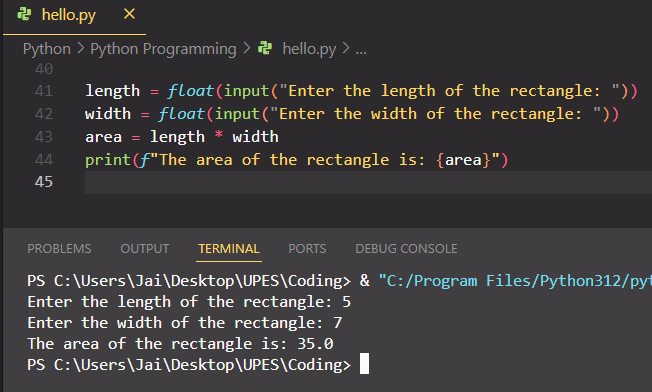 hello.py ×
Python > Python Programming > hello.py > ...
40
41 length = float(input("Enter the length of the rectangle: "))
42 width = float(input("Enter the width of the rectangle: "))
43 area = length * width
44 print(f"The area of the rectangle is: {area}")
45
PROBLEMS OUTPUT TERMINAL PORTS DEBUG CONSOLE
PS C:\Users\Jai\Desktop\UPES\Coding> & "C:/Program Files/Python312/pyt
Enter the length of the rectangle: 5
Enter the width of the rectangle: 7
The area of the rectangle is: 35.0
PS C:\Users\Jai\Desktop\UPES\Coding>